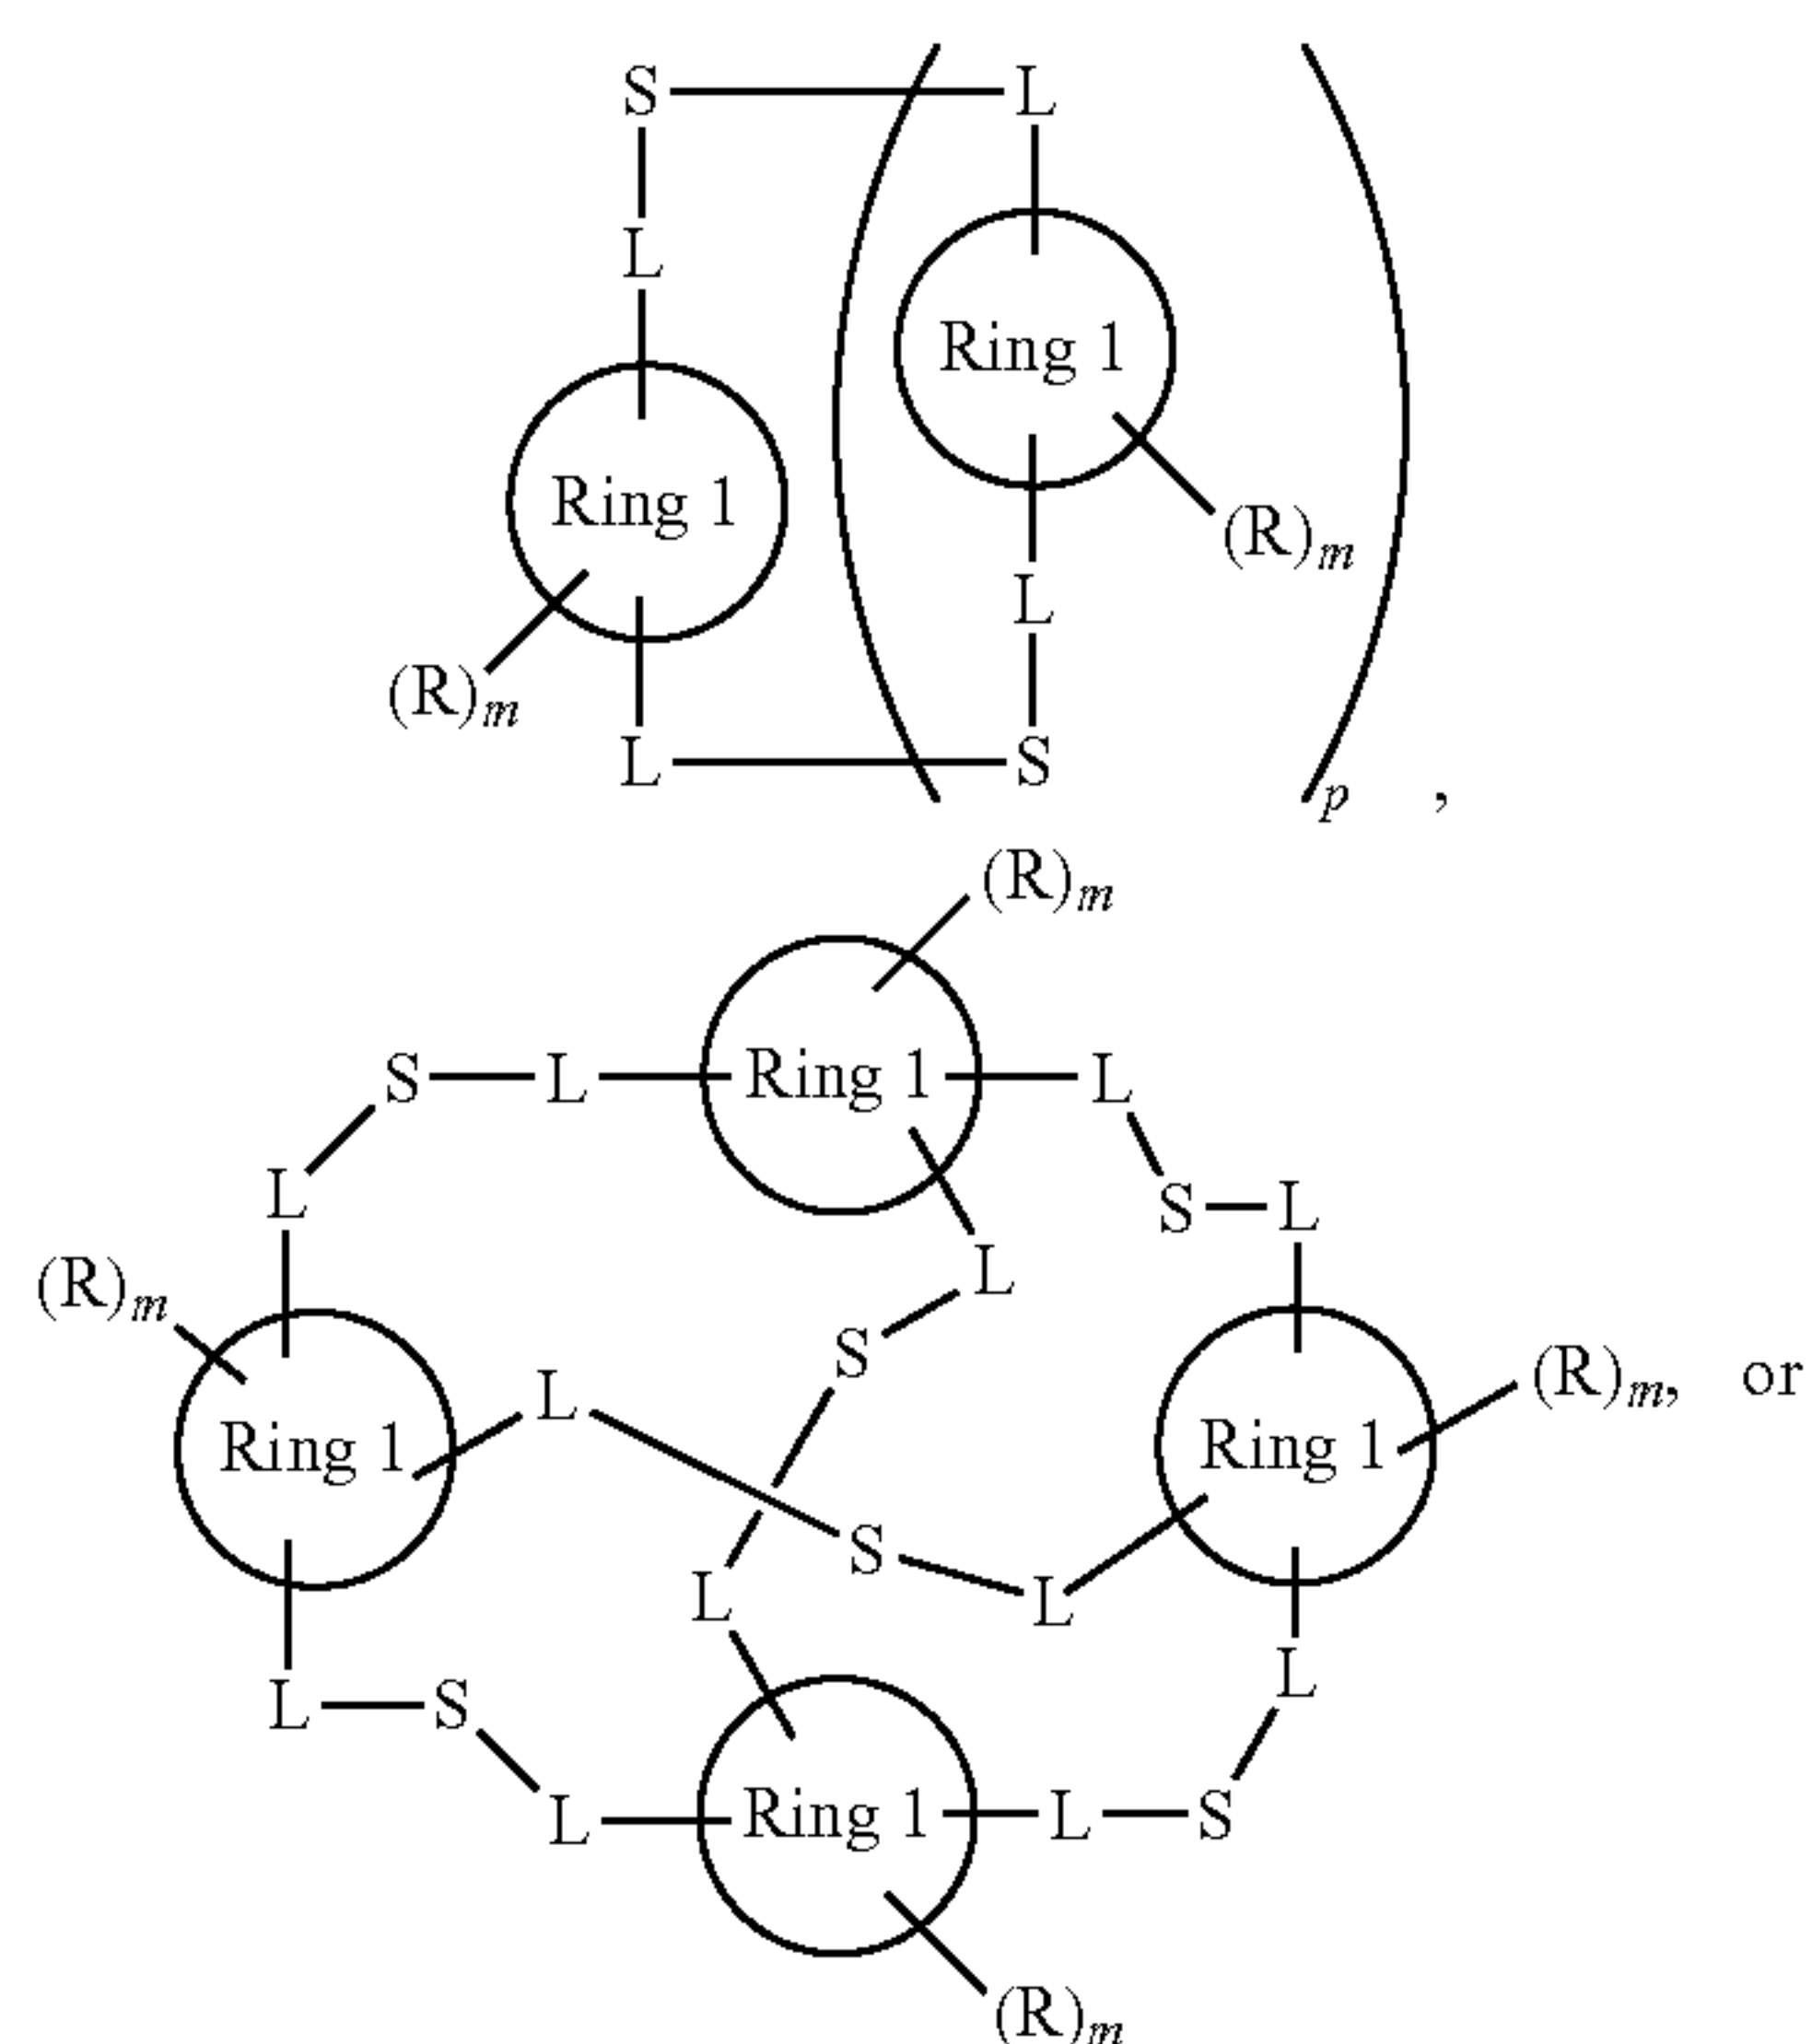 S L
L
Ring 1
Ring 1
(R)m
L
(R)m
L S
p ,
(R)m
S L Ring 1 L
L S L
(R)m
L
S
L
(R)m, or
Ring 1 Ring 1
S
L L
L
L S
L Ring 1 L S
(R)m